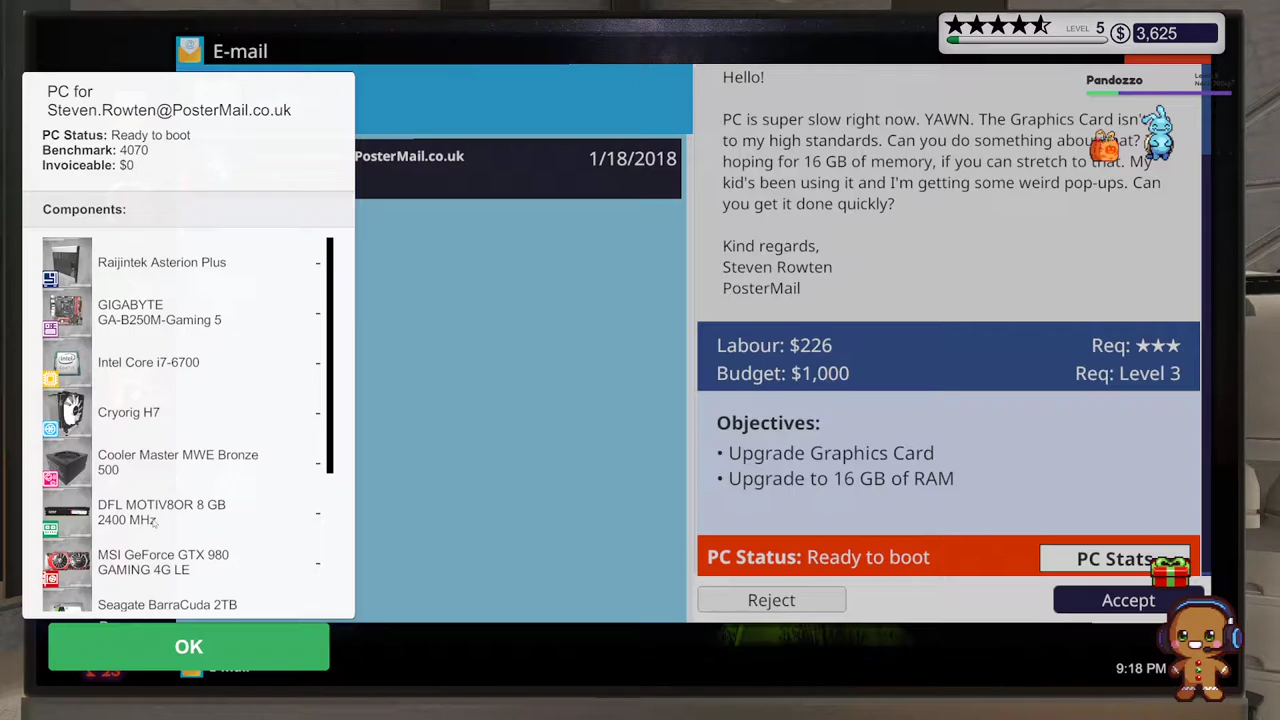 E-mail
LEVEL 5
$ 3,625
Pandozzo
PC for
Steven.Rowten@PosterMail.co.uk
PC Status: Ready to boot
Benchmark: 4070
Invoiceable: $0
Components:
Raijintek Asterion Plus -
GIGABYTE
GA-B250M-Gaming 5 -
Intel Core i7-6700 -
Cryorig H7 -
Cooler Master MWE Bronze
500 -
DFL MOTIV8OR 8 GB
2400 MHz -
MSI GeForce GTX 980
GAMING 4G LE -
Seagate BarraCuda 2TB
OK
PosterMail.co.uk 1/18/2018
Hello!
PC is super slow right now. YAWN. The Graphics Card isn't
to my high standards. Can you do something about that?
hoping for 16 GB of memory, if you can stretch to that. My
kid's been using it and I'm getting some weird pop-ups. Can
you get it done quickly?
Kind regards,
Steven Rowten
PosterMail
Labour: $226 Req: ★★★
Budget: $1,000 Req: Level 3
Objectives:
• Upgrade Graphics Card
• Upgrade to 16 GB of RAM
PC Status: Ready to boot PC Stats
Reject Accept
9:18 PM